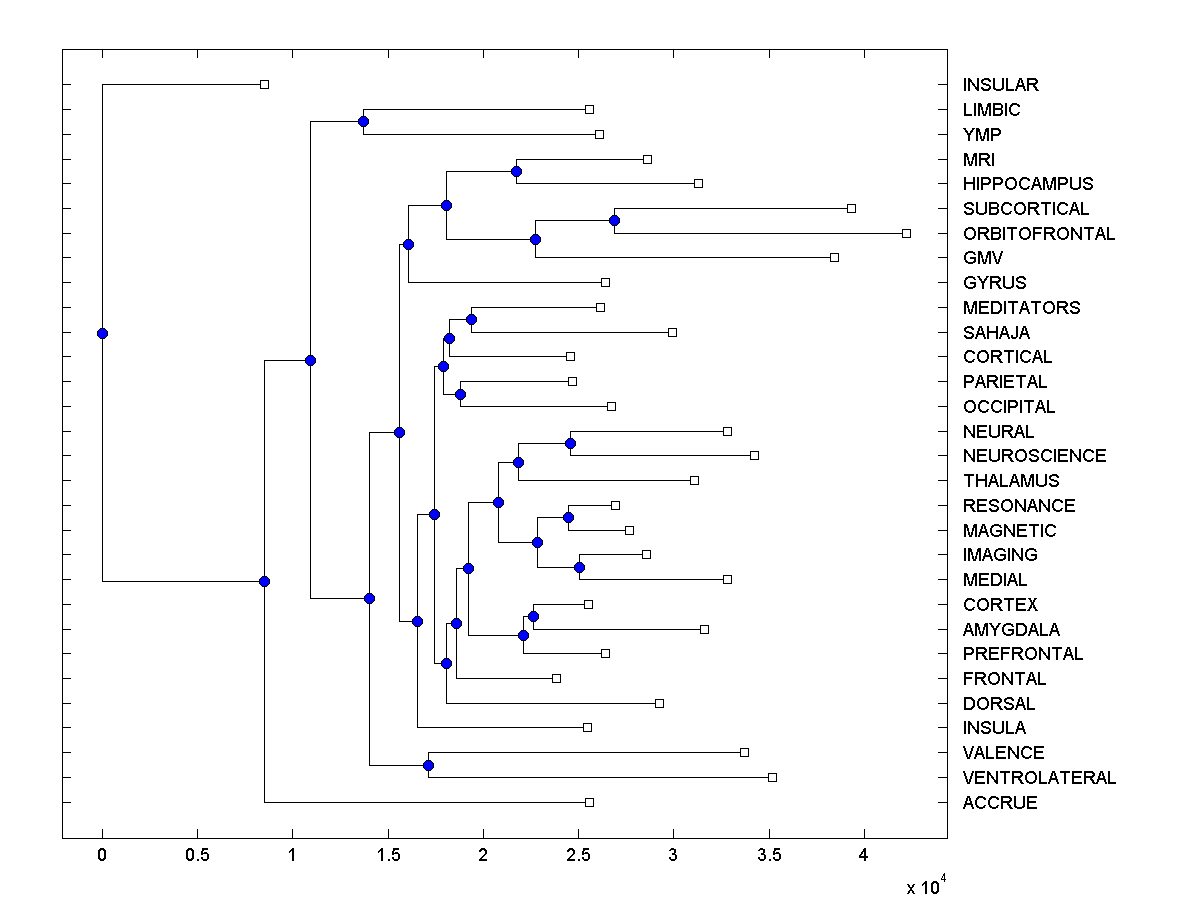 INSULAR
LIMBIC
YMP
MRI
HIPPOCAMPUS
SUBCORTICAL
ORBITOFRONTAL
GMV
GYRUS
MEDITATORS
SAHAJA
CORTICAL
PARIETAL
OCCIPITAL
NEURAL
NEUROSCIENCE
THALAMUS
RESONANCE
MAGNETIC
IMAGING
MEDIAL
CORTEX
AMYGDALA
PREFRONTAL
FRONTAL
DORSAL
INSULA
VALENCE
VENTROLATERAL
ACCRUE
0 0.5 1 1.5 2 2.5 3 3.5 4
x 10^4